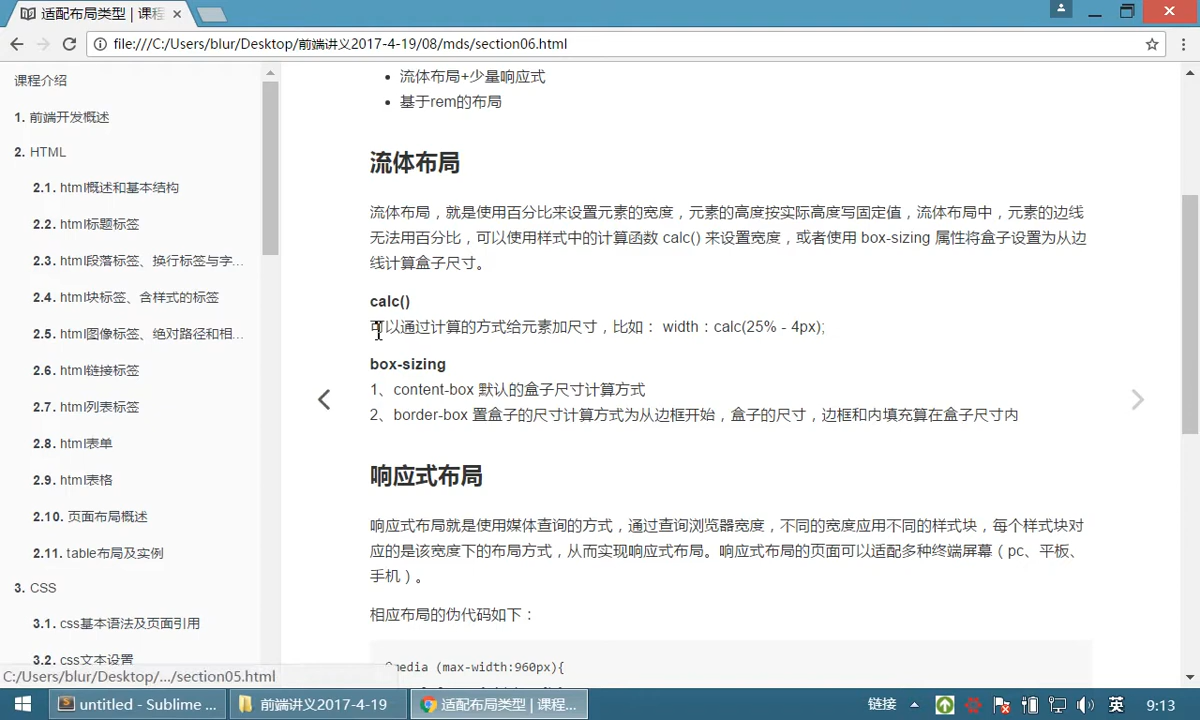 适配布局类型 | 课程
file:///C:/Users/blur/Desktop/前端讲义2017-4-19/08/mds/section06.html
课程介绍
1. 前端开发概述
2. HTML
2.1. html概述和基本结构
2.2. html标题标签
2.3. html段落标签、换行标签与字...
2.4. html块标签、含样式的标签
2.5. html图像标签、绝对路径和相...
2.6. html链接标签
2.7. html列表标签
2.8. html表单
2.9. html表格
2.10. 页面布局概述
2.11. table布局及实例
3. CSS
3.1. css基本语法及页面引用
3.2. css文本设置
流体布局+少量响应式
基于rem的布局
流体布局
流体布局，就是使用百分比来设置元素的宽度，元素的高度按实际高度写固定值，流体布局中，元素的边线
无法用百分比，可以使用样式中的计算函数 calc() 来设置宽度，或者使用 box-sizing 属性将盒子设置为从边
线计算盒子尺寸。
calc()
可以通过计算的方式给元素加尺寸，比如： width：calc(25% - 4px);
box-sizing
1、content-box 默认的盒子尺寸计算方式
2、border-box 置盒子的尺寸计算方式为从边框开始，盒子的尺寸，边框和内填充算在盒子尺寸内
响应式布局
响应式布局就是使用媒体查询的方式，通过查询浏览器宽度，不同的宽度应用不同的样式块，每个样式块对
应的是该宽度下的布局方式，从而实现响应式布局。响应式布局的页面可以适配多种终端屏幕（pc、平板、
手机）。
相应布局的伪代码如下：
@media (max-width:960px){
C:/Users/blur/Desktop/.../section05.html
untitled - Sublime ...
前端讲义2017-4-19
适配布局类型 | 课程...
链接
英
9:13